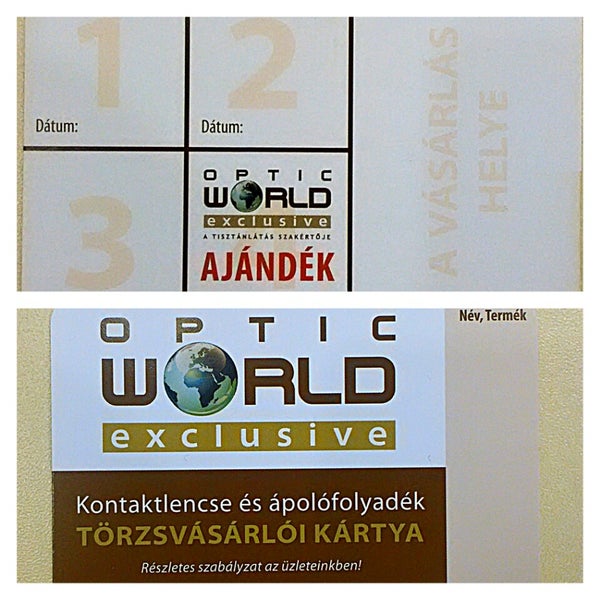 1
2
Dátum:
Dátum:
3
OPTIC
WORLD
exclusive
A TISZTÁNLÁTÁS SZAKÉRTŐJE
AJÁNDÉK
A VÁSÁRLÁS
HELYE
OPTIC
WORLD
exclusive
Név, Termék
Kontaktlencse és ápolófolyadék
TÖRZSVÁSÁRLÓI KÁRTYA
Részletes szabályzat az üzleteinkben!